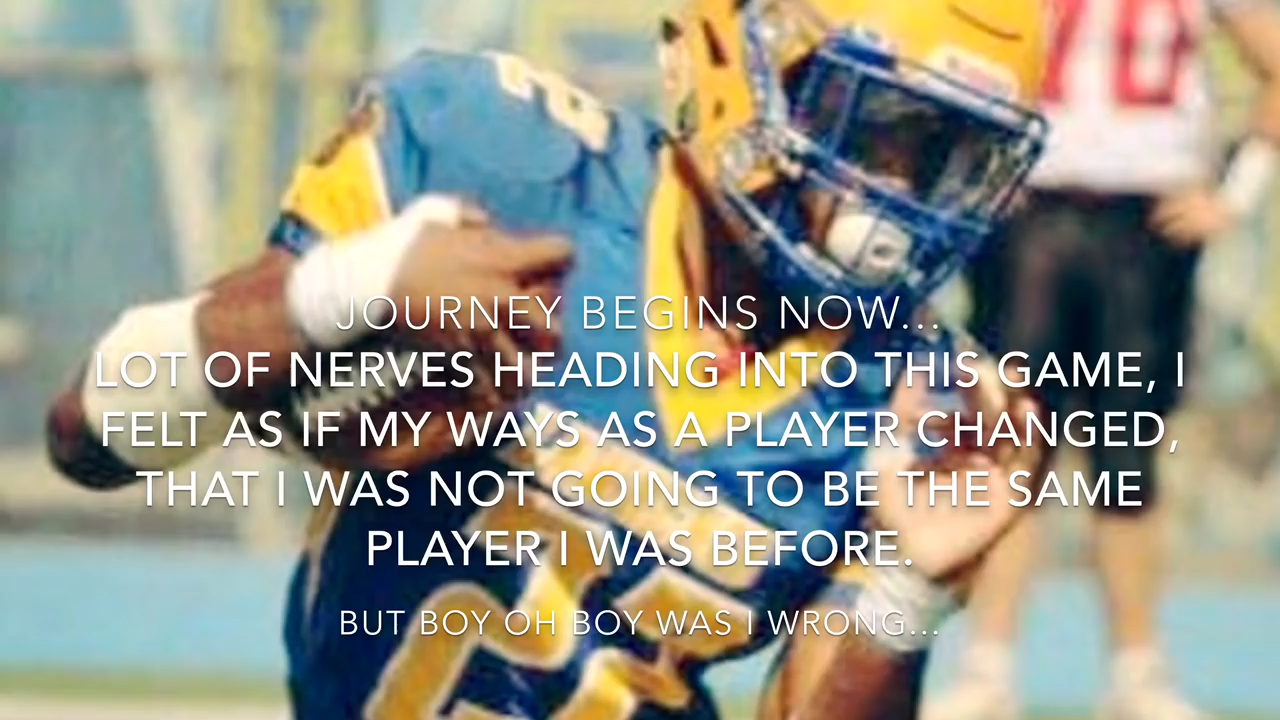 JOURNEY BEGINS NOW...
LOT OF NERVES HEADING INTO THIS GAME, I
FELT AS IF MY WAYS AS A PLAYER CHANGED,
THAT I WAS NOT GOING TO BE THE SAME
PLAYER I WAS BEFORE.
BUT BOY OH BOY WAS I WRONG...